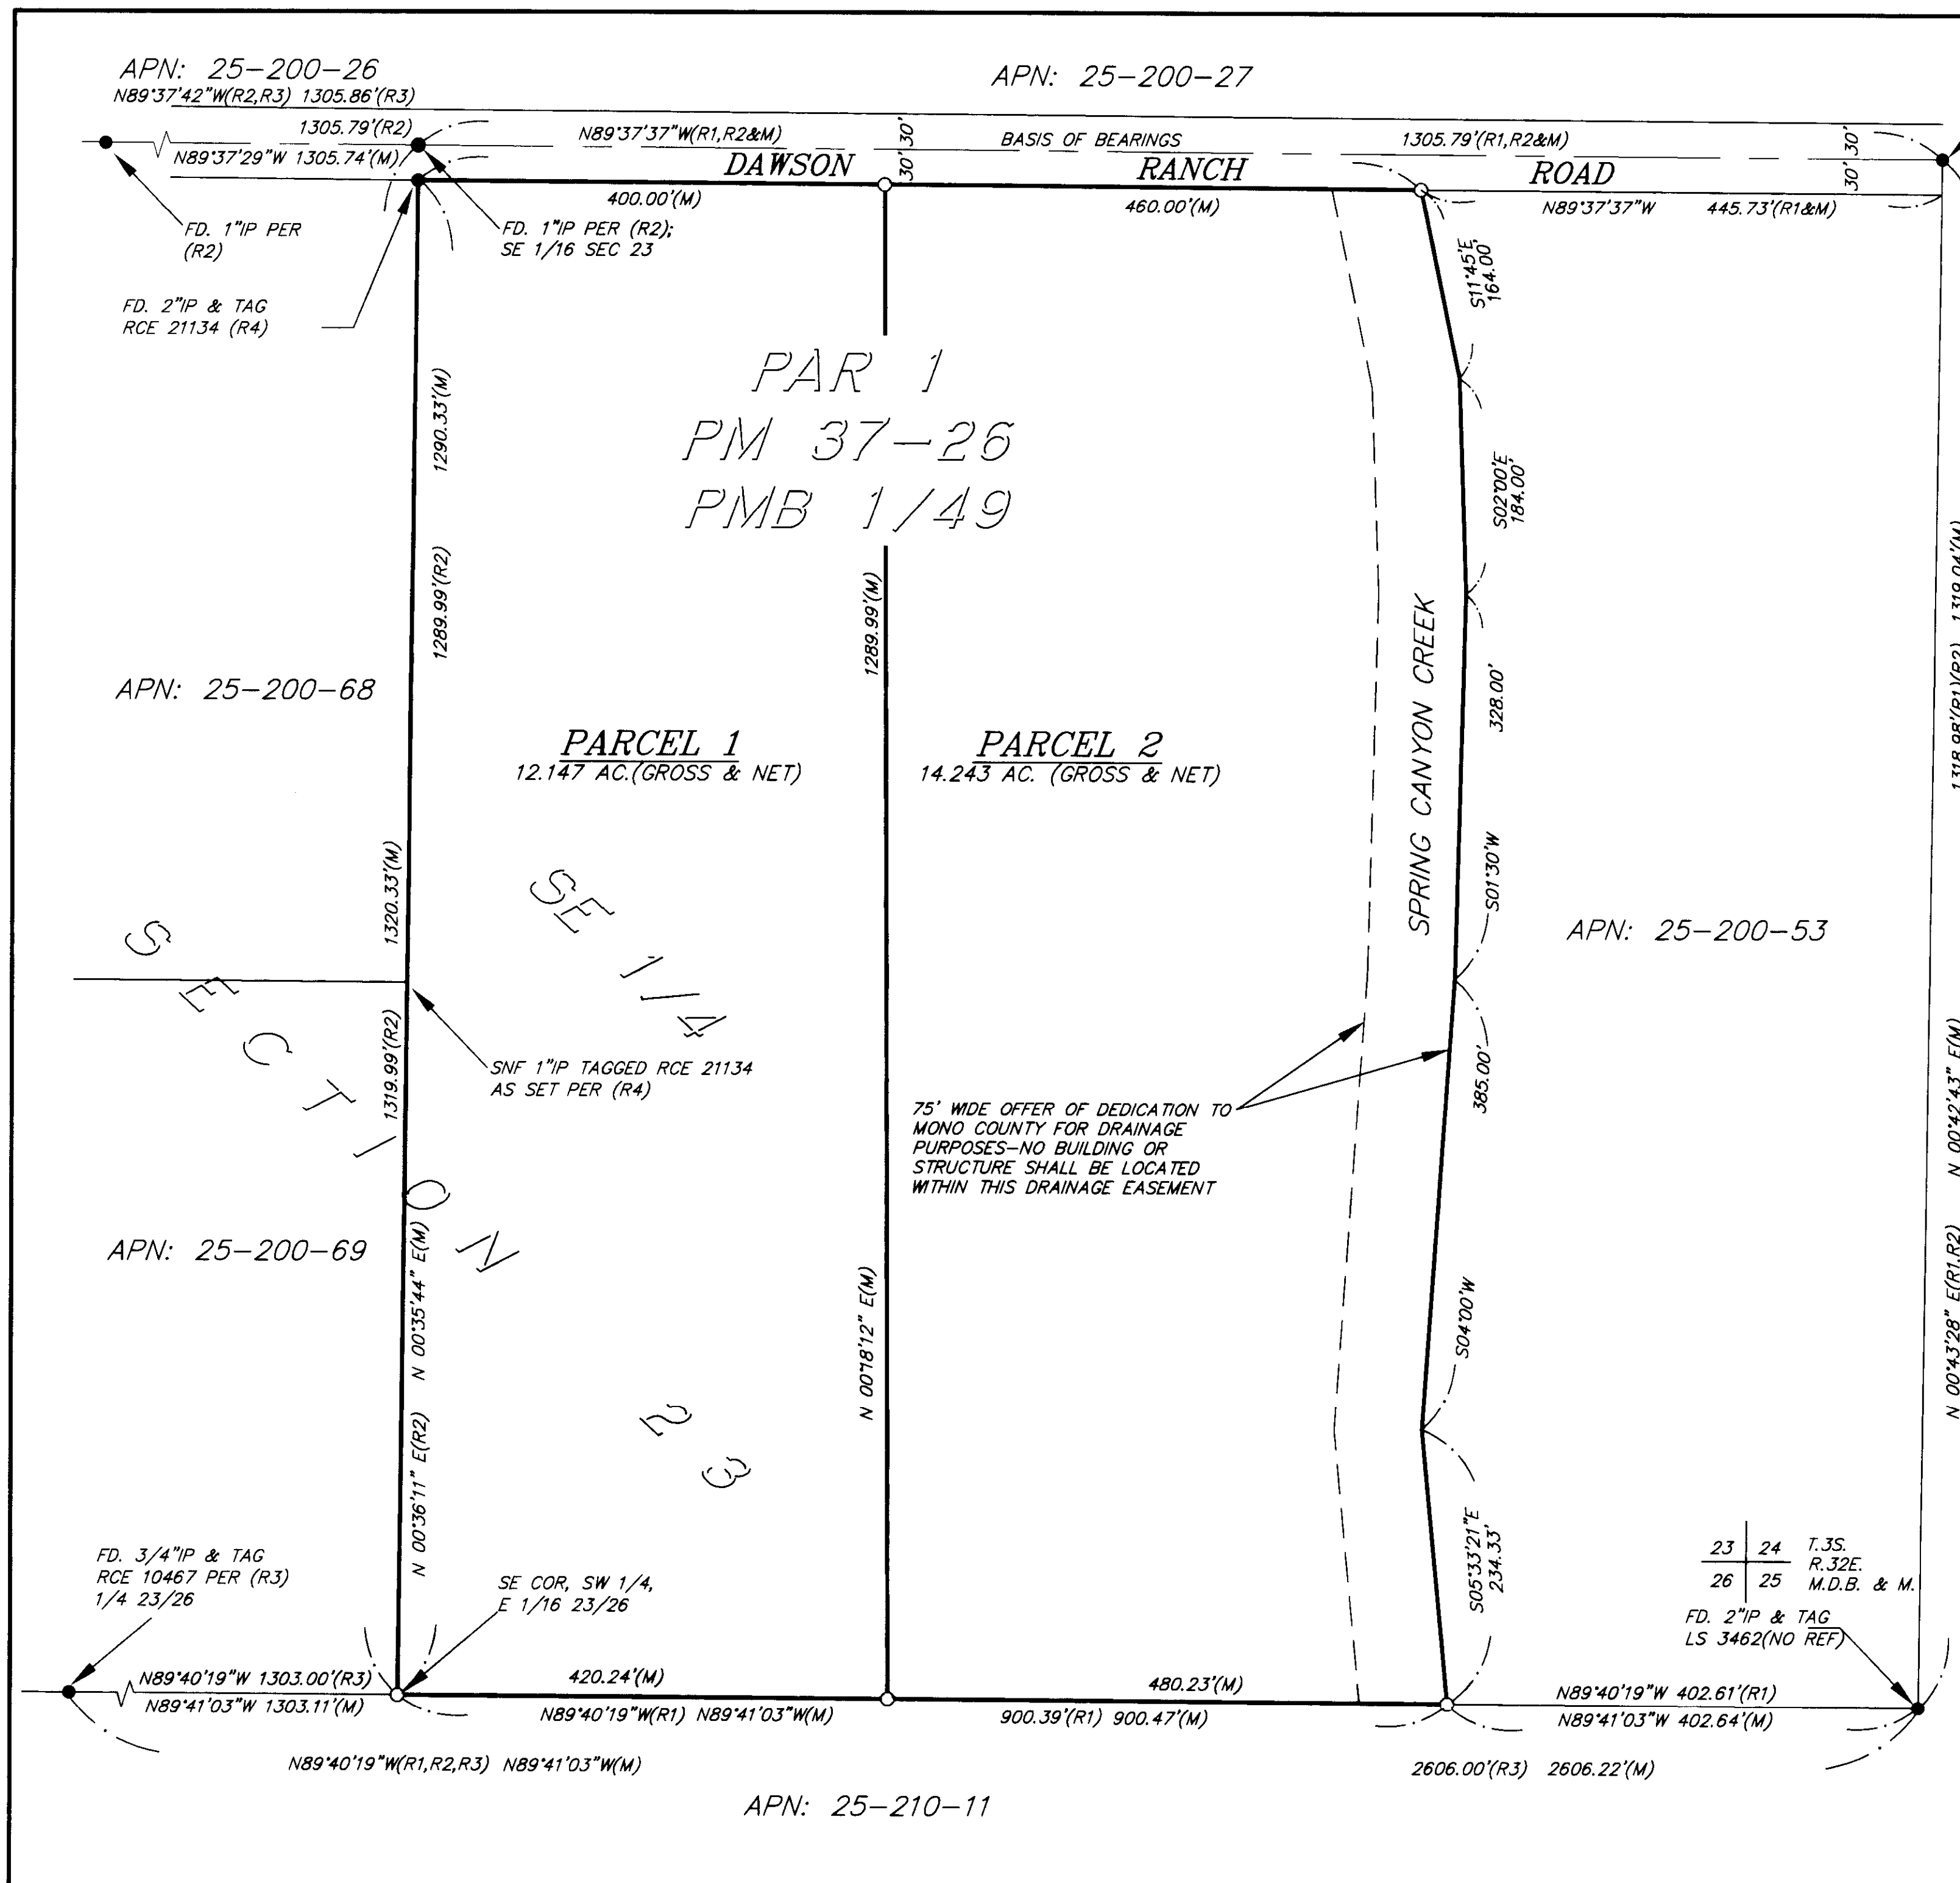 APN: 25-200-26
N89°37'42"W(R2,R3) 1305.86'(R3)
1305.79'(R2)
N89°37'29"W 1305.74'(M)
APN: 25-200-27
N89°37'37"W(R1,R2&M)
30' 30'
BASIS OF BEARINGS
1305.79'(R1,R2&M)
30' 30'
DAWSON RANCH ROAD
400.00'(M)
460.00'(M)
N89°37'37"W 445.73'(R1&M)
FD. 1"IP PER
(R2)
FD. 1"IP PER (R2);
SE 1/16 SEC 23
FD. 2"IP & TAG
RCE 21134 (R4)
S11°45'E
164.00'
PAR 1
PM 37-26
PMB 1/49
1290.33'(M)
1289.99'(R2)
1289.99'(M)
S02°00'E
184.00'
SPRING CANYON CREEK
328.00'
1319.04'(M)
1318.98'(R1)(R2)
APN: 25-200-68
PARCEL 1
12.147 AC.(GROSS & NET)
PARCEL 2
14.243 AC. (GROSS & NET)
1320.33'(M)
1319.99'(R2)
SE 1/4
SECTION 23
S01°30'W
APN: 25-200-53
SNF 1"IP TAGGED RCE 21134
AS SET PER (R4)
385.00'
75' WIDE OFFER OF DEDICATION TO
MONO COUNTY FOR DRAINAGE
PURPOSES-NO BUILDING OR
STRUCTURE SHALL BE LOCATED
WITHIN THIS DRAINAGE EASEMENT
N 00°42'43" E(M)
N 00°43'28" E(R1,R2)
APN: 25-200-69
N 00°35'44" E(M)
N 00°36'11" E(R2)
N 00°18'12" E(M)
S04°00'W
S05°33'21"E
234.33'
FD. 3/4"IP & TAG
RCE 10467 PER (R3)
1/4 23/26
SE COR, SW 1/4,
E 1/16 23/26
23 24 T.3S.
R.32E.
26 25 M.D.B. & M.
FD. 2"IP & TAG
LS 3462(NO REF)
N89°40'19"W 1303.00'(R3)
N89°41'03"W 1303.11'(M)
420.24'(M)
480.23'(M)
N89°40'19"W(R1) N89°41'03"W(M)
900.39'(R1) 900.47'(M)
N89°40'19"W 402.61'(R1)
N89°41'03"W 402.64'(M)
N89°40'19"W(R1,R2,R3) N89°41'03"W(M)
2606.00'(R3) 2606.22'(M)
APN: 25-210-11